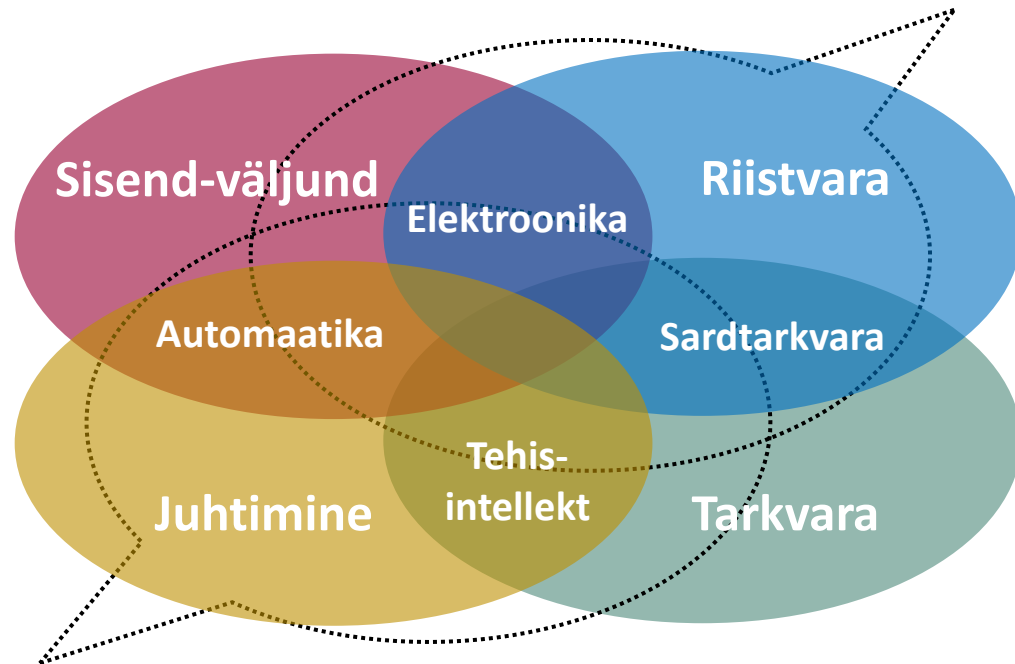 Sisend-väljund
Riistvara
Elektroonika
Automaatika
Sardtarkvara
Tehis-
intellekt
Juhtimine
Tarkvara